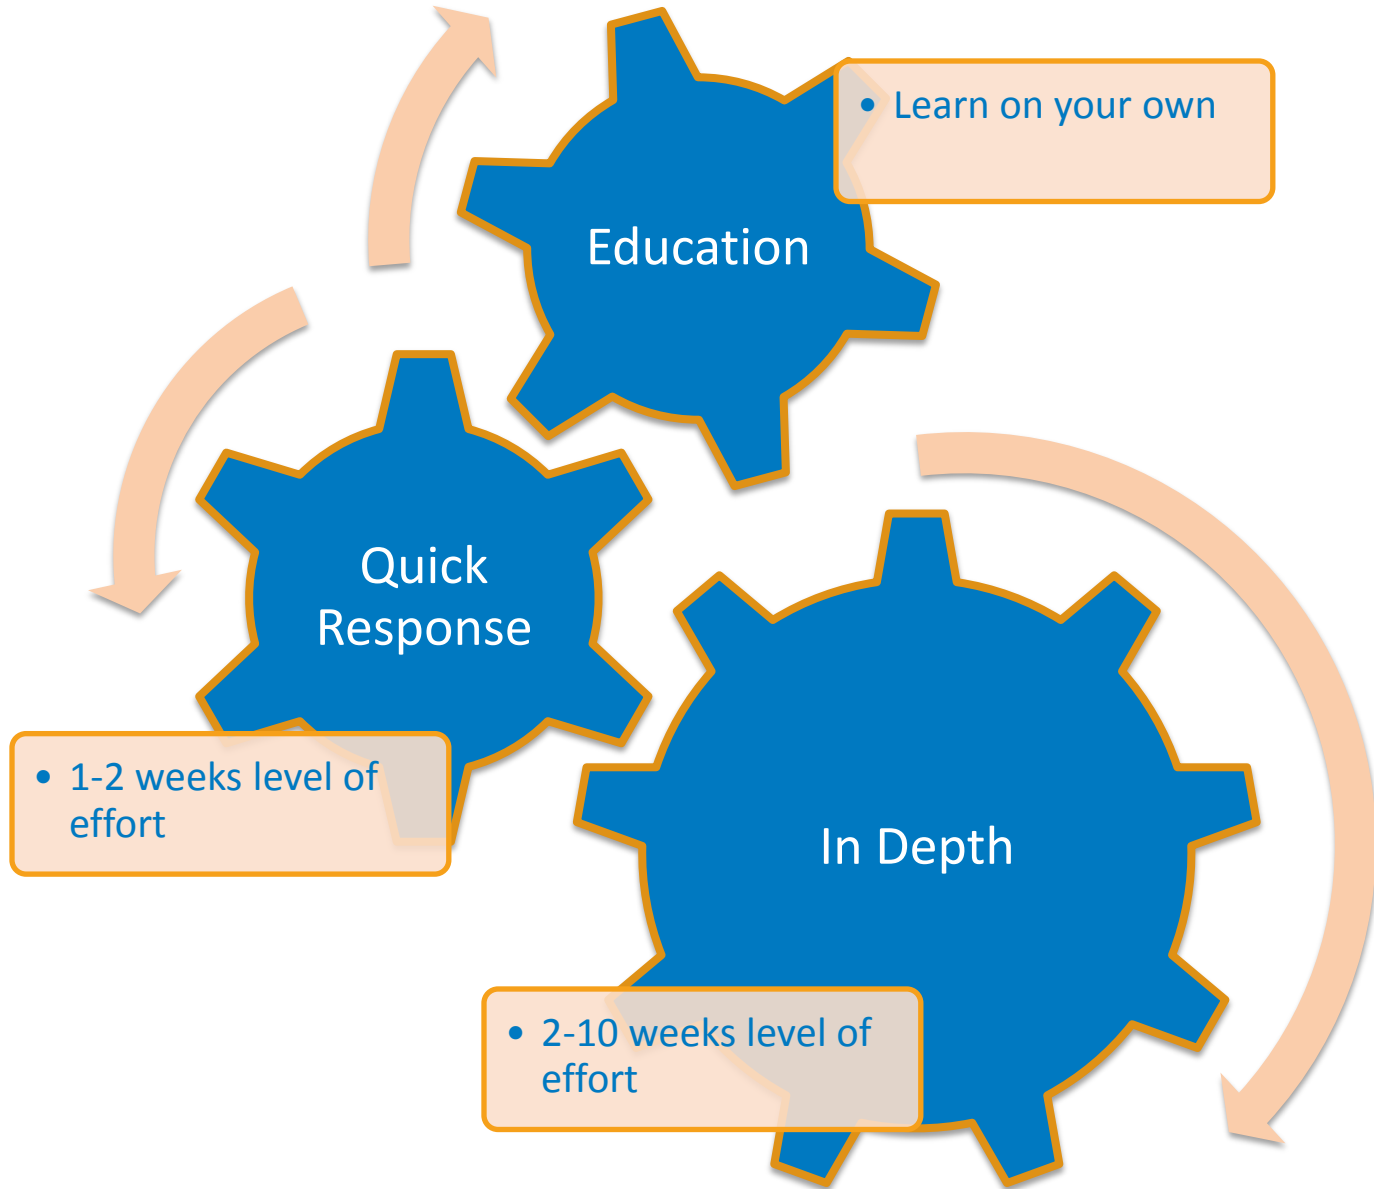 • Learn on your own
Education
Quick
Response
• 1-2 weeks level of
effort
In Depth
• 2-10 weeks level of
effort